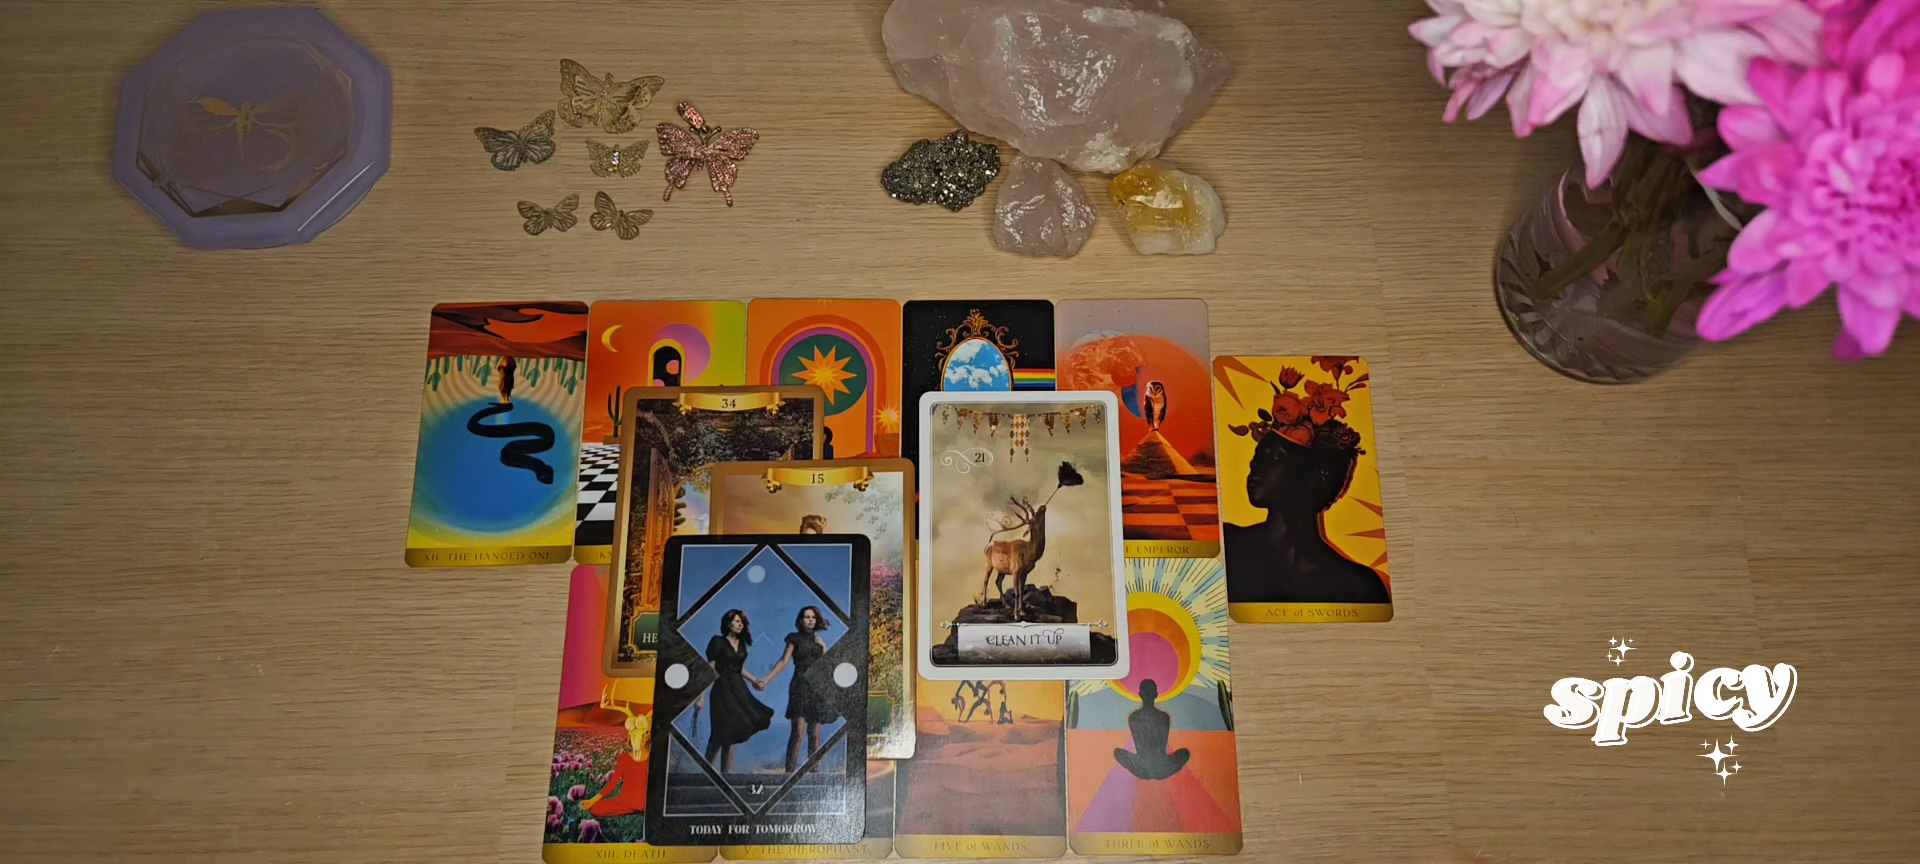 34
15
21
XII. THE HANGED ONE
EMPEROR
HE
CLEAN IT UP
ACE of SWORDS
spicy
32
TODAY FOR TOMORROW
XIII. DEATH
V. THE HIEROPHANT
FIVE of WANDS
THREE of WANDS